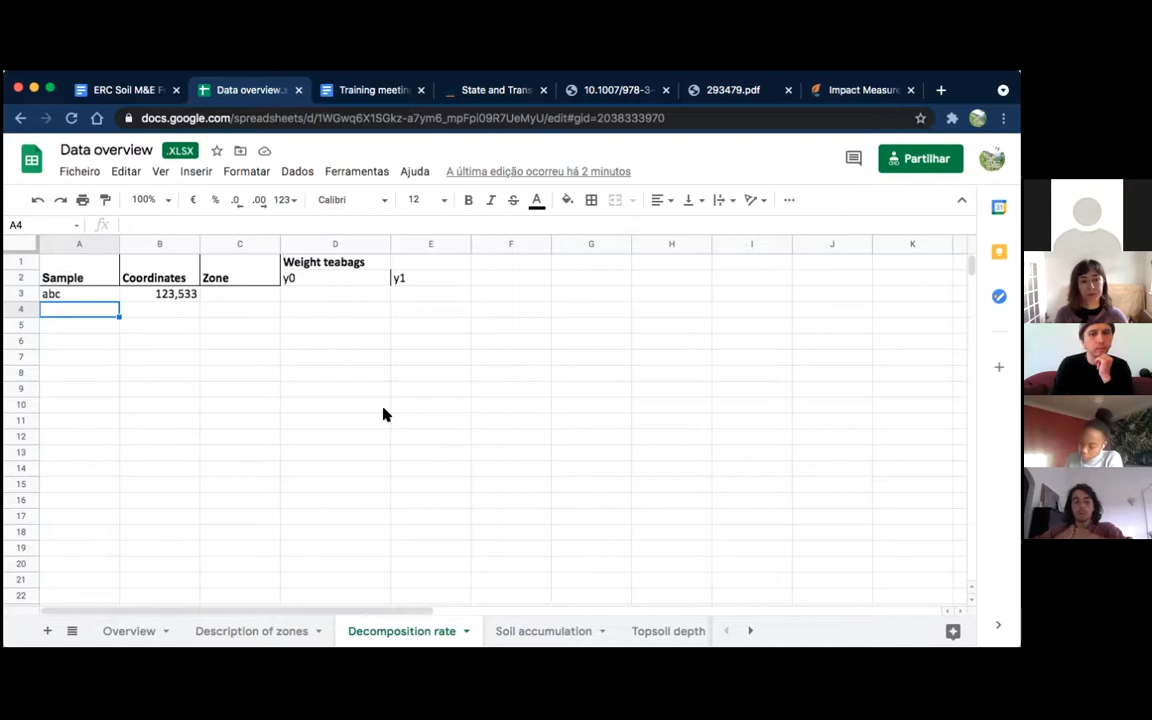 ERC Soil M&E Fr
Data overview.x
Training meeting
State and Trans
10.1007/978-3-
293479.pdf
Impact Measure
docs.google.com/spreadsheets/d/1WGwq6X1SGkz-a7ym6_mpFpi09R7UeMyU/edit#gid=2038333970
Data overview .XLSX
Ficheiro Editar Ver Inserir Formatar Dados Ferramentas Ajuda A última edição ocorreu há 2 minutos
Partilhar
100% € % .0 .00 123 Calibri 12 B I S A
A4 fx
A B C D E F G H I J K
1 Weight teabags
2 Sample Coordinates Zone y0 y1
3 abc 123,533
4
5
6
7
8
9
10
11
12
13
14
15
16
17
18
19
20
21
22
Overview Description of zones Decomposition rate Soil accumulation Topsoil depth
31